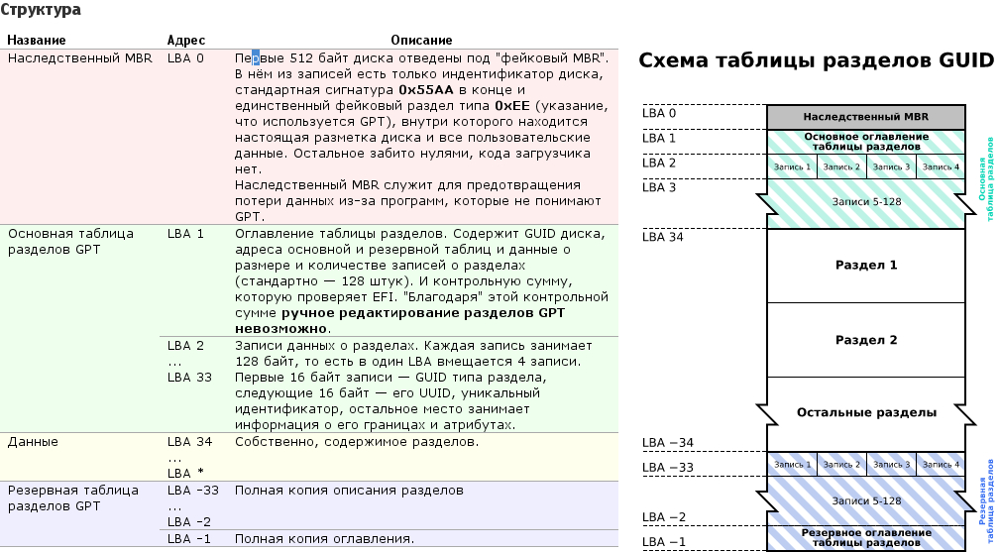 Структура
Название Адрес Описание
Наследственный MBR LBA 0 Первые 512 байт диска отведены под "фейковый MBR".
В нём из записей есть только индентификатор диска,
стандартная сигнатура 0x55AA в конце и
единственный фейковый раздел типа 0xEE (указание,
что используется GPT), внутри которого находится
настоящая разметка диска и все пользовательские
данные. Остальное забито нулями, кода загрузчика
нет.
Наследственный MBR служит для предотвращения
потери данных из-за программ, которые не понимают
GPT.
Основная таблица LBA 1 Оглавление таблицы разделов. Содержит GUID диска,
разделов GPT адреса основной и резервной таблиц и данные о
размере и количестве записей о разделах
(стандартно — 128 штук). И контрольную сумму,
которую проверяет EFI. "Благодаря" этой контрольной
сумме ручное редактирование разделов GPT
невозможно.
LBA 2 Записи данных о разделах. Каждая запись занимает
... 128 байт, то есть в один LBA вмещается 4 записи.
LBA 33 Первые 16 байт записи — GUID типа раздела,
следующие 16 байт — его UUID, уникальный
идентификатор, остальное место занимает
информация о его границах и атрибутах.
Данные LBA 34 Собственно, содержимое разделов.
...
LBA *
Резервная таблица LBA -33 Полная копия описания разделов
разделов GPT ...
LBA -2
LBA -1 Полная копия оглавления.
Схема таблицы разделов GUID
LBA 0 Наследственный MBR
LBA 1 Основное оглавление
таблицы разделов
LBA 2 Запись 1 Запись 2 Запись 3 Запись 4
LBA 3 Записи 5-128
Основная
таблица разделов
LBA 34
Раздел 1
Раздел 2
Остальные разделы
LBA −34
LBA −33 Запись 1 Запись 2 Запись 3 Запись 4
Записи 5-128
LBA −2
LBA −1 Резервное оглавление
таблицы разделов
Резервная
таблица разделов